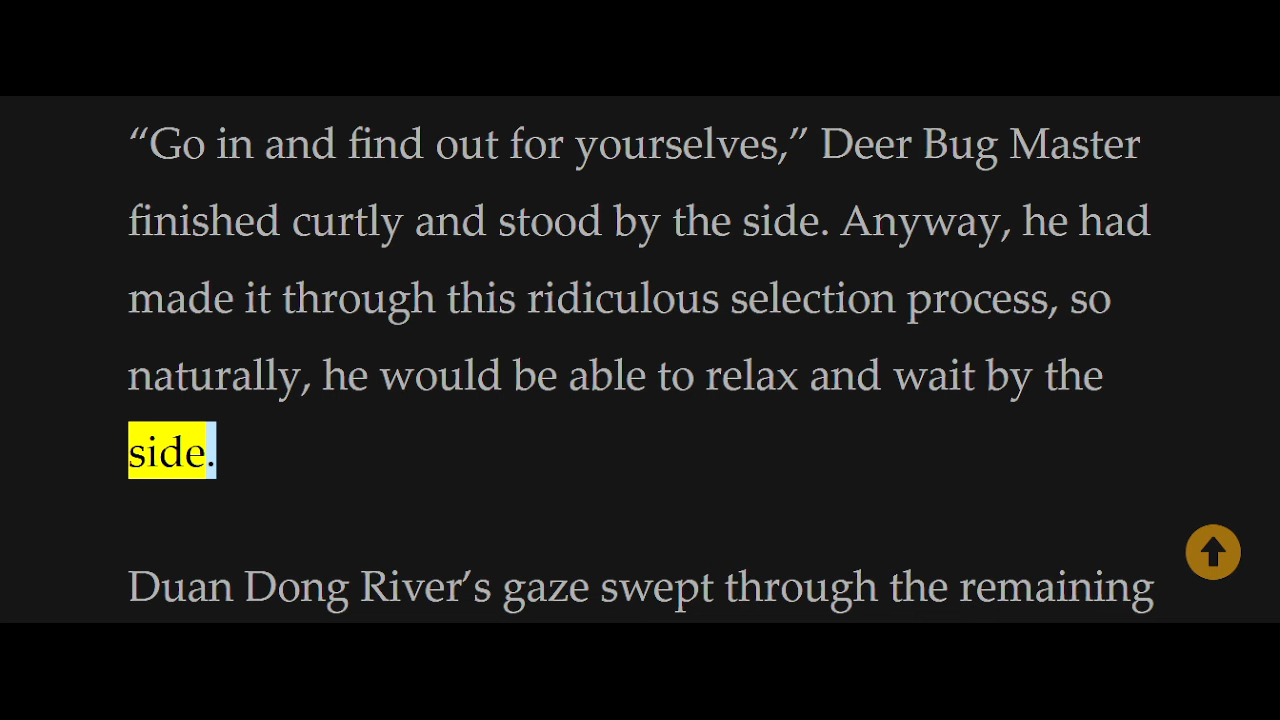 “Go in and find out for yourselves,” Deer Bug Master
finished curtly and stood by the side. Anyway, he had
made it through this ridiculous selection process, so
naturally, he would be able to relax and wait by the
side.
Duan Dong River’s gaze swept through the remaining